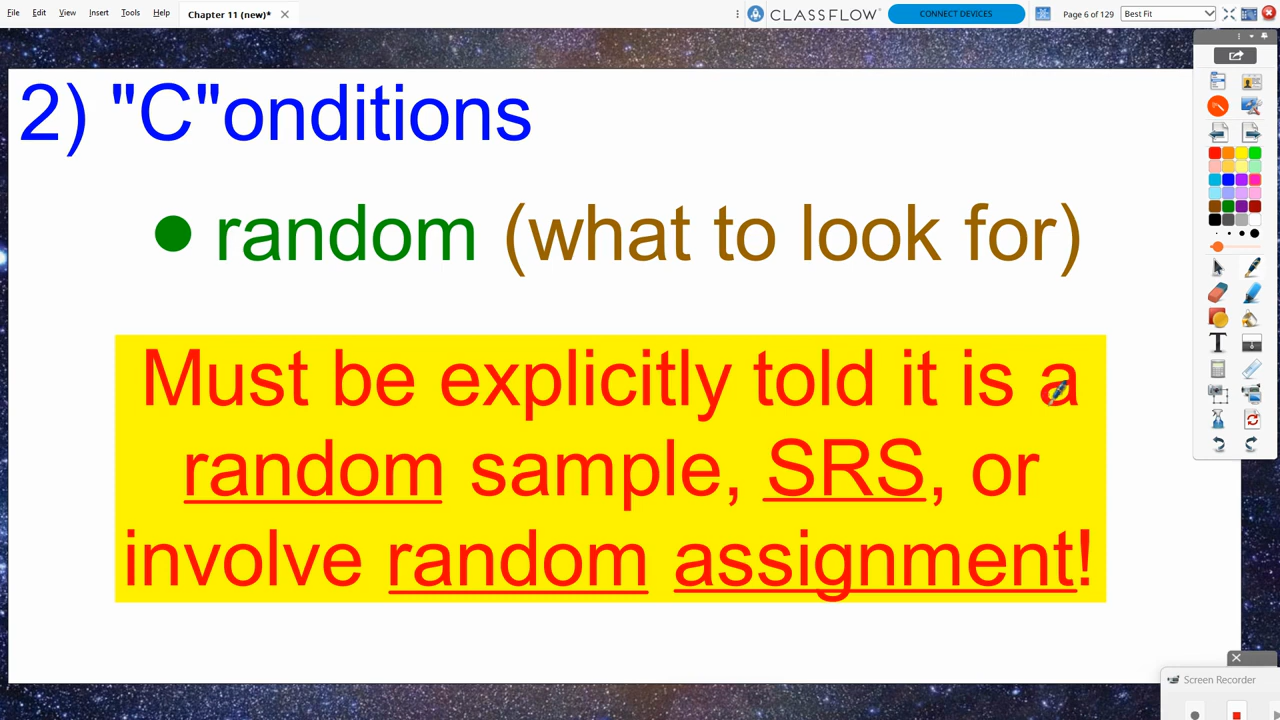 File Edit View Insert Tools Help Chapter 11 (new)* CLASSFLOW CONNECT DEVICES Page 6 of 129 Best Fit
2) "C"onditions
● random (what to look for)
Must be explicitly told it is a
random sample, SRS, or
involve random assignment!
Screen Recorder